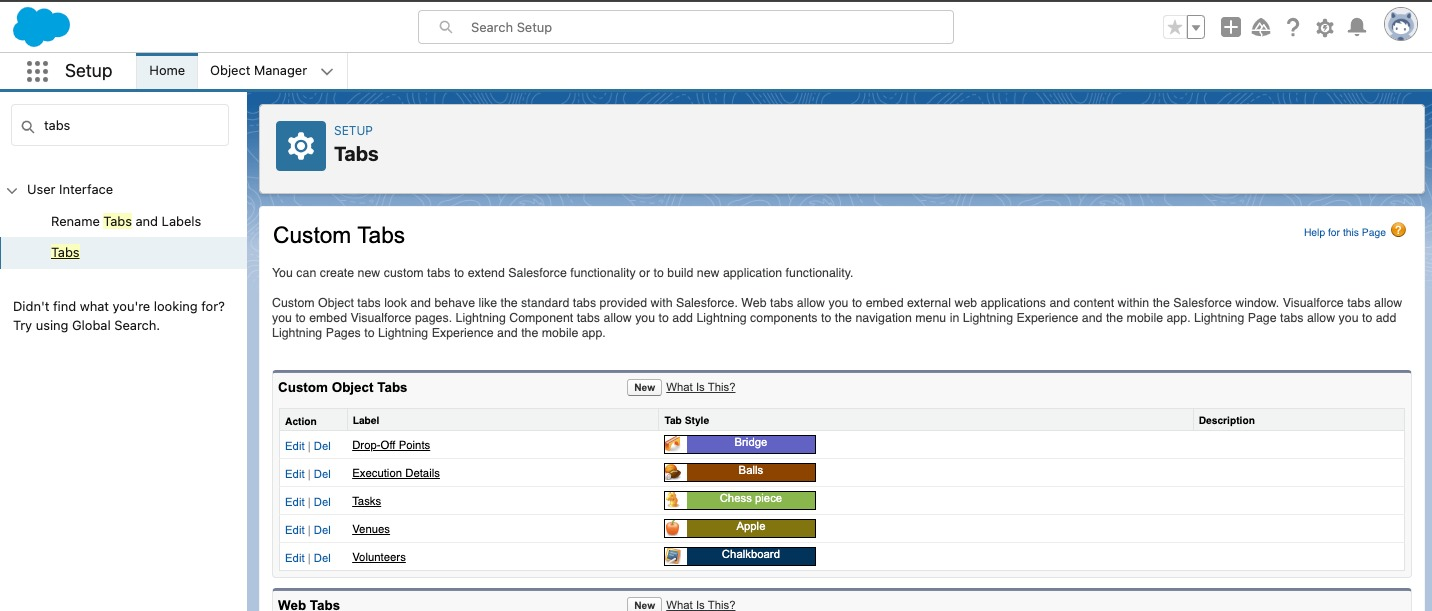 Search Setup
Setup
Home
Object Manager
tabs
User Interface
Rename Tabs and Labels
Tabs
Didn't find what you're looking for?
Try using Global Search.
SETUP
Tabs
Custom Tabs
Help for this Page ?
You can create new custom tabs to extend Salesforce functionality or to build new application functionality.
Custom Object tabs look and behave like the standard tabs provided with Salesforce. Web tabs allow you to embed external web applications and content within the Salesforce window. Visualforce tabs allow
you to embed Visualforce pages. Lightning Component tabs allow you to add Lightning components to the navigation menu in Lightning Experience and the mobile app. Lightning Page tabs allow you to add
Lightning Pages to Lightning Experience and the mobile app.
Custom Object Tabs New What Is This?
Action Label Tab Style Description
Edit | Del Drop-Off Points Bridge
Edit | Del Execution Details Balls
Edit | Del Tasks Chess piece
Edit | Del Venues Apple
Edit | Del Volunteers Chalkboard
Web Tabs New What Is This?